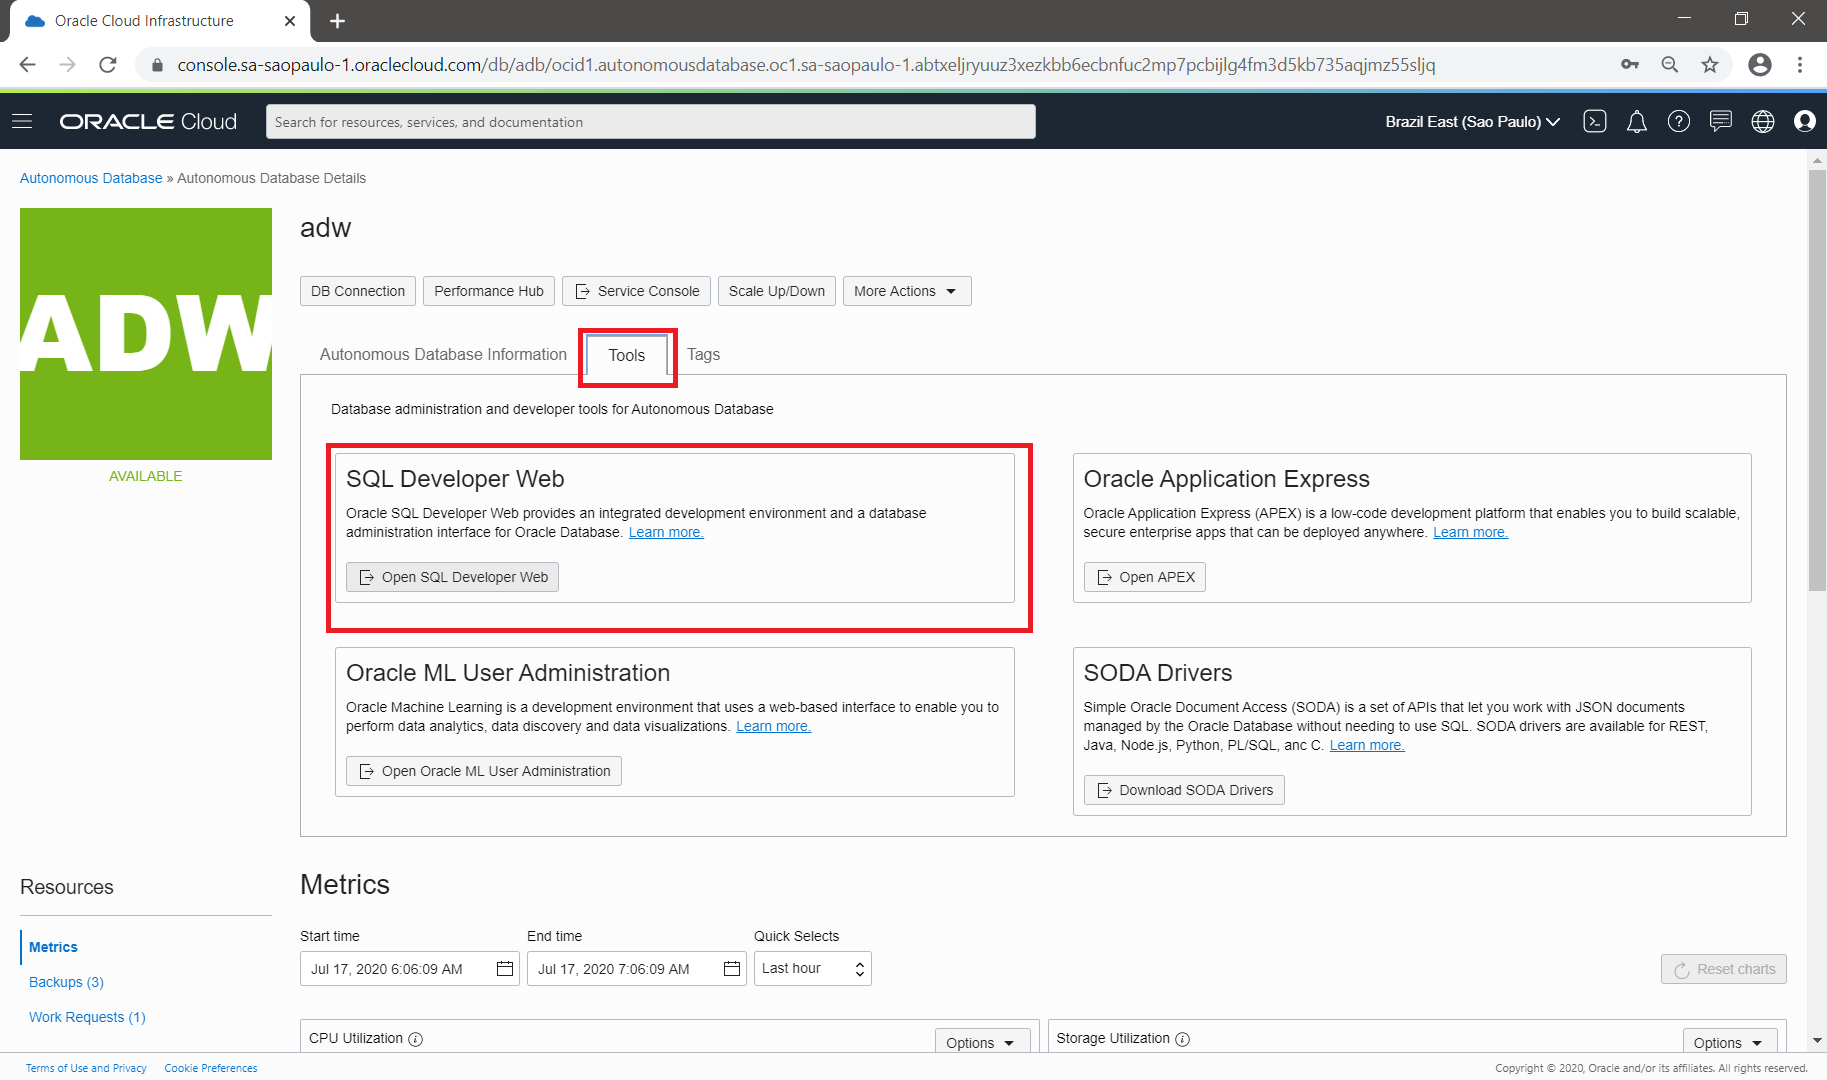 Oracle Cloud Infrastructure
console.sa-saopaulo-1.oraclecloud.com/db/adb/ocid1.autonomousdatabase.oc1.sa-saopaulo-1.abtxeljryuuz3xezkbb6ecbnfuc2mp7pcbijlg4fm3d5kb735aqjmz55sljq
ORACLE Cloud
Search for resources, services, and documentation
Brazil East (Sao Paulo)
Autonomous Database » Autonomous Database Details
ADW
AVAILABLE
adw
DB Connection
Performance Hub
Service Console
Scale Up/Down
More Actions
Autonomous Database Information
Tools
Tags
Database administration and developer tools for Autonomous Database
SQL Developer Web
Oracle SQL Developer Web provides an integrated development environment and a database
administration interface for Oracle Database. Learn more.
Open SQL Developer Web
Oracle Application Express
Oracle Application Express (APEX) is a low-code development platform that enables you to build scalable,
secure enterprise apps that can be deployed anywhere. Learn more.
Open APEX
Oracle ML User Administration
Oracle Machine Learning is a development environment that uses a web-based interface to enable you to
perform data analytics, data discovery and data visualizations. Learn more.
Open Oracle ML User Administration
SODA Drivers
Simple Oracle Document Access (SODA) is a set of APIs that let you work with JSON documents
managed by the Oracle Database without needing to use SQL. SODA drivers are available for REST,
Java, Node.js, Python, PL/SQL, anc C. Learn more.
Download SODA Drivers
Resources
Metrics
Backups (3)
Work Requests (1)
Metrics
Start time
End time
Quick Selects
Jul 17, 2020 6:06:09 AM
Jul 17, 2020 7:06:09 AM
Last hour
Reset charts
CPU Utilization
Options
Storage Utilization
Options
Terms of Use and Privacy
Cookie Preferences
Copyright © 2020, Oracle and/or its affiliates. All rights reserved.